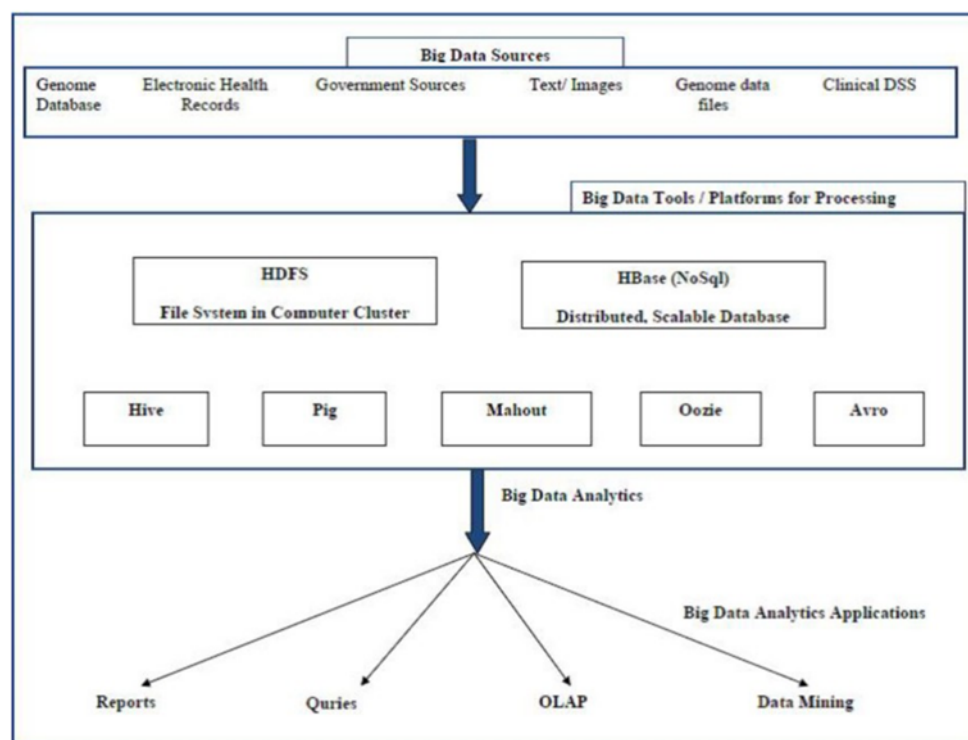 Big Data Sources
Genome Database
Electronic Health Records
Government Sources
Text/ Images
Genome data files
Clinical DSS
Big Data Tools / Platforms for Processing
HDFS
File System in Computer Cluster
HBase (NoSql)
Distributed, Scalable Database
Hive
Pig
Mahout
Oozie
Avro
Big Data Analytics
Big Data Analytics Applications
Reports
Quries
OLAP
Data Mining